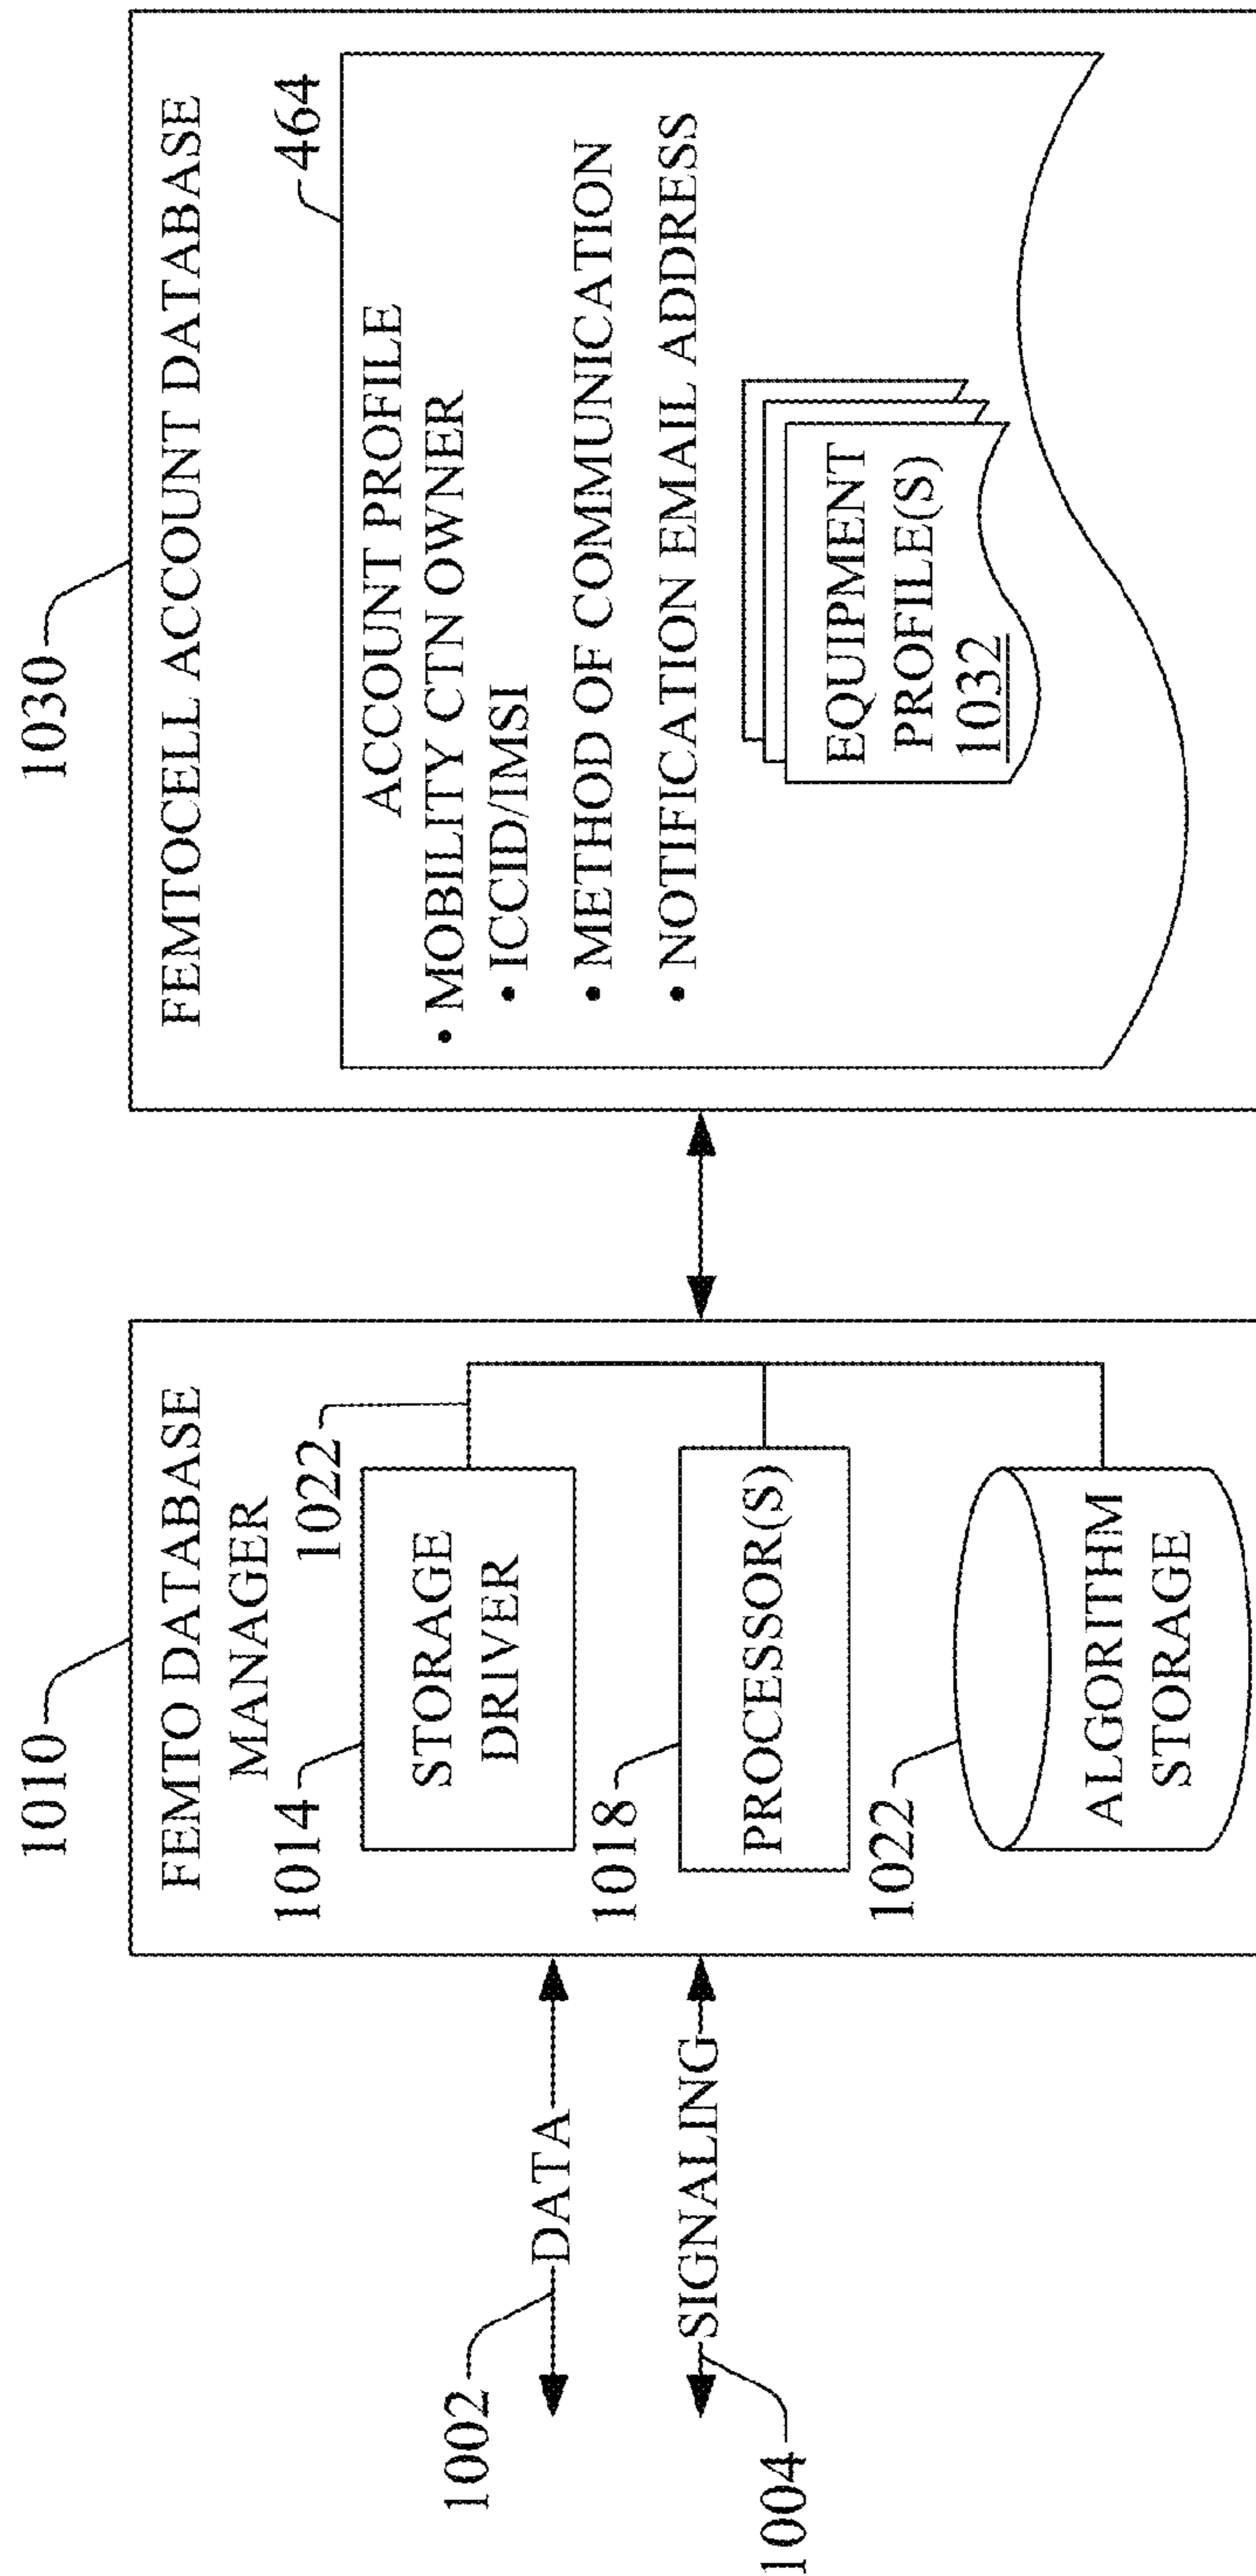 1002
DATA
SIGNALING
1004
1010
FEMTO DATABASE
MANAGER
1014
1022
STORAGE
DRIVER
1018
PROCESSOR(S)
1022
ALGORITHM
STORAGE
1030
FEMTOCELL ACCOUNT DATABASE
464
ACCOUNT PROFILE
• MOBILITY CTN OWNER
• ICCID/IMSI
• METHOD OF COMMUNICATION
• NOTIFICATION EMAIL ADDRESS
EQUIPMENT
PROFILE(S)
1032